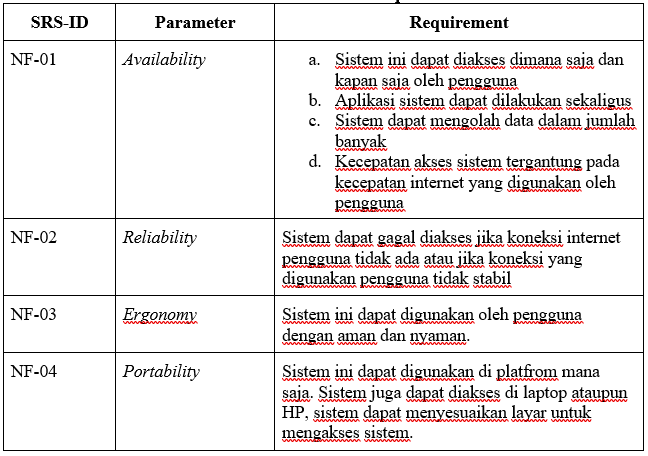 SRS-ID Parameter Requirement
NF-01 Availability a. Sistem ini dapat diakses dimana saja dan
kapan saja oleh pengguna
b. Aplikasi sistem dapat dilakukan sekaligus
c. Sistem dapat mengolah data dalam jumlah
banyak
d. Kecepatan akses sistem tergantung pada
kecepatan internet yang digunakan oleh
pengguna
NF-02 Reliability Sistem dapat gagal diakses jika koneksi internet
pengguna tidak ada atau jika koneksi yang
digunakan pengguna tidak stabil
NF-03 Ergonomy Sistem ini dapat digunakan oleh pengguna
dengan aman dan nyaman.
NF-04 Portability Sistem ini dapat digunakan di platfrom mana
saja. Sistem juga dapat diakses di laptop ataupun
HP, sistem dapat menyesuaikan layar untuk
mengakses sistem.